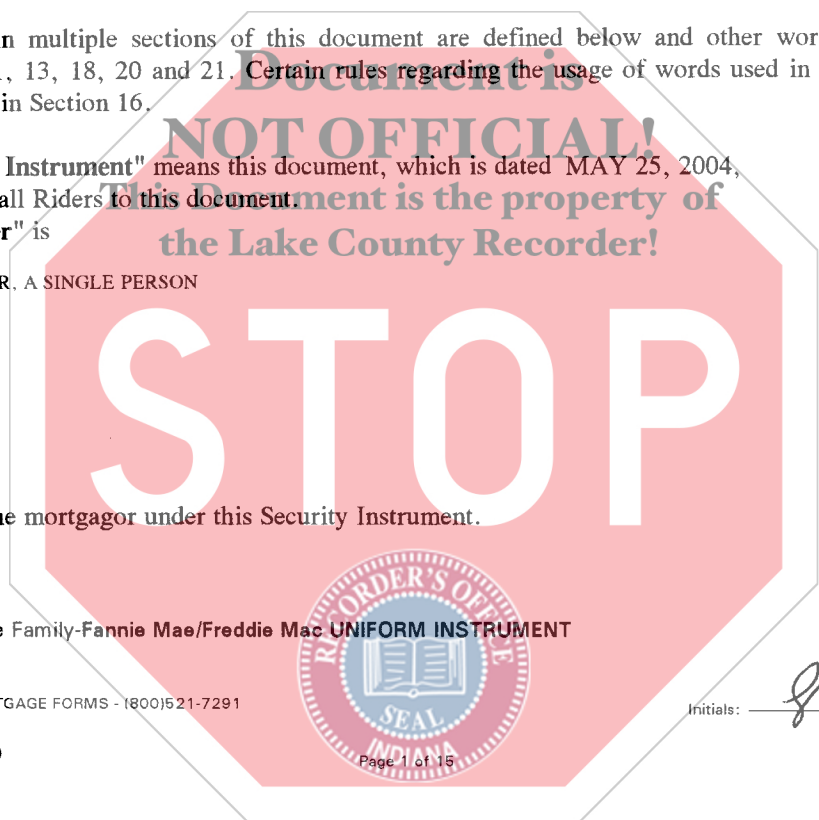 n multiple sections of this document are defined below and other wor
, 13, 18, 20 and 21. Certain rules regarding the usage of words used in
in Section 16.
Document is
NOT OFFICIAL!
This Document is the property of
the Lake County Recorder!
Instrument" means this document, which is dated MAY 25, 2004,
all Riders to this document.
r" is
R, A SINGLE PERSON
STOP
e mortgagor under this Security Instrument.
RECORDER'S OFFICE
SEAL
INDIANA
e Family-Fannie Mae/Freddie Mac UNIFORM INSTRUMENT
TGAGE FORMS - (800)521-7291
Initials:
Page 1 of 15